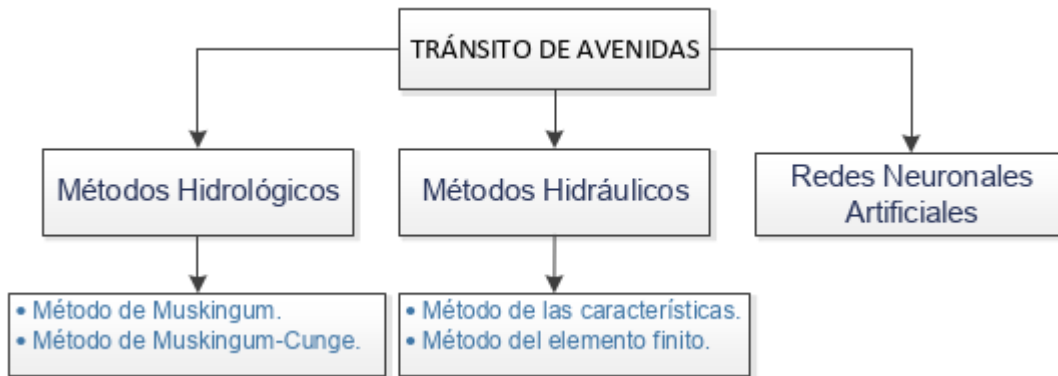 TRÁNSITO DE AVENIDAS
Métodos Hidrológicos
Métodos Hidráulicos
Redes Neuronales
Artificiales
• Método de Muskingum.
• Método de Muskingum-Cunge.
• Método de las características.
• Método del elemento finito.